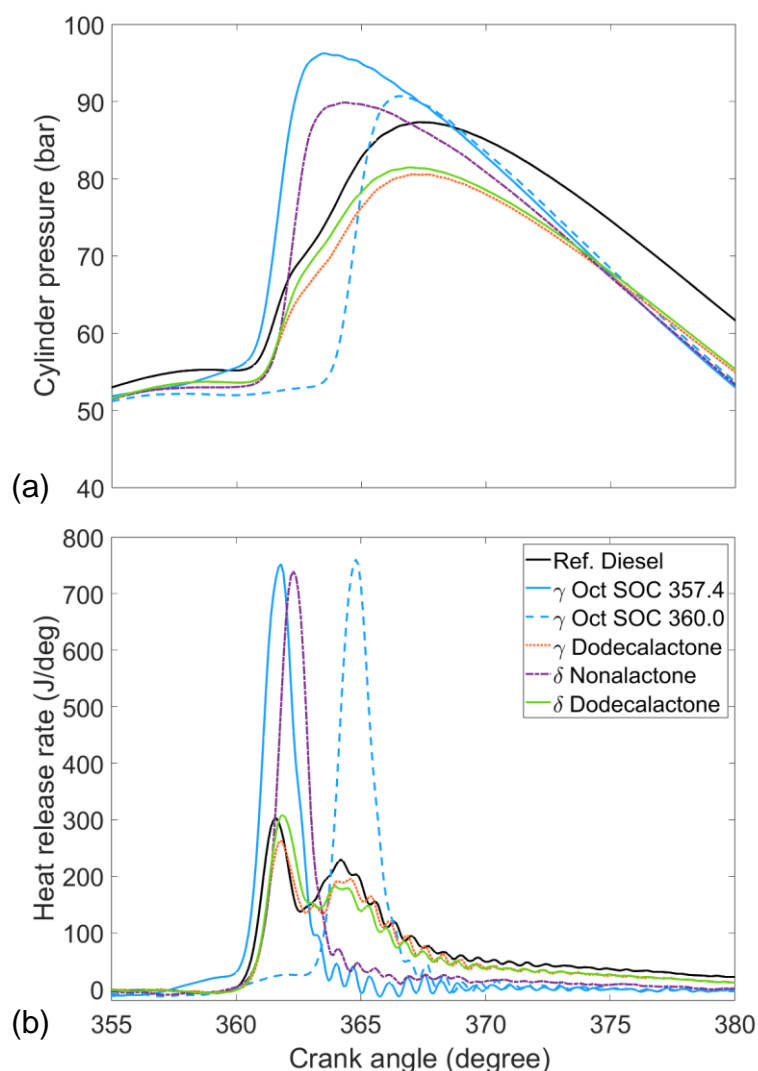 100
90
80
70
60
50
40
Cylinder pressure (bar)
(a)
800
700
600
500
400
300
200
100
0
Heat release rate (J/deg)
Ref. Diesel
γ Oct SOC 357.4
γ Oct SOC 360.0
γ Dodecalactone
δ Nonalactone
δ Dodecalactone
(b)
355 360 365 370 375 380
Crank angle (degree)